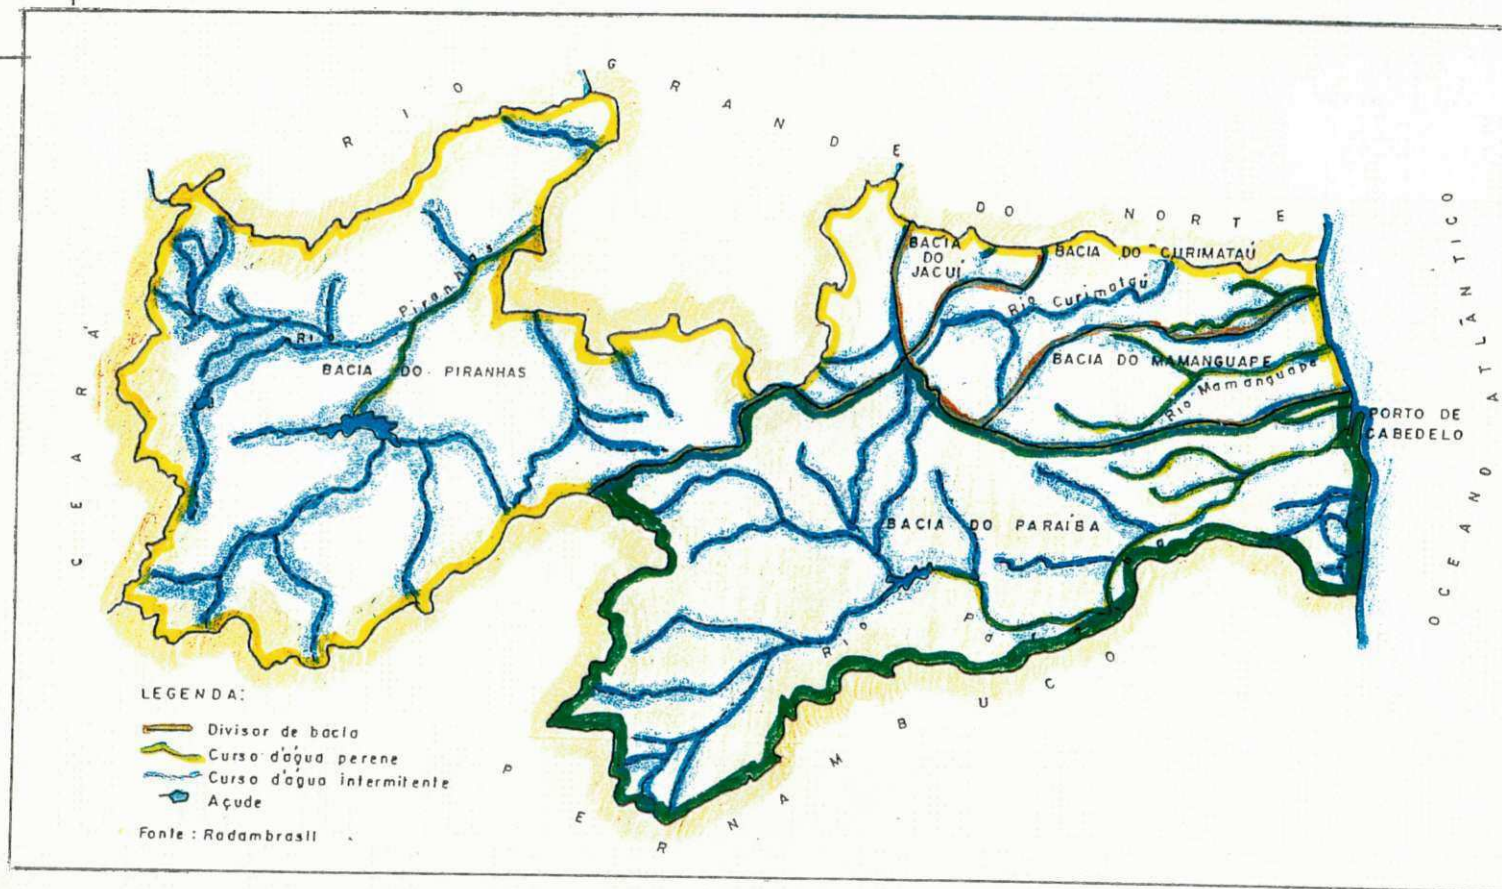 RIO GRANDE DO NORTE
CEARÁ
PERNAMBUCO
OCEANO ATLÂNTICO
BACIA
DO
JACUÍ
BACIA DO CURIMATAÚ
Rio Curimataú
BACIA DO MAMANGUAPE
Rio Mamanguape
PORTO DE
CABEDELO
Rio Piranhas
BACIA DO PIRANHAS
BACIA DO PARAÍBA
Rio
LEGENDA:
Divisor de bacia
Curso d'água perene
Curso d'água intermitente
Açude
Fonte: Radambrasil